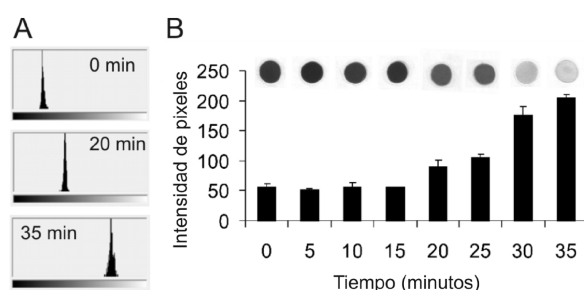 A
0 min
20 min
35 min
B
Intensidad de pixeles
250
200
150
100
50
0
0 5 10 15 20 25 30 35
Tiempo (minutos)